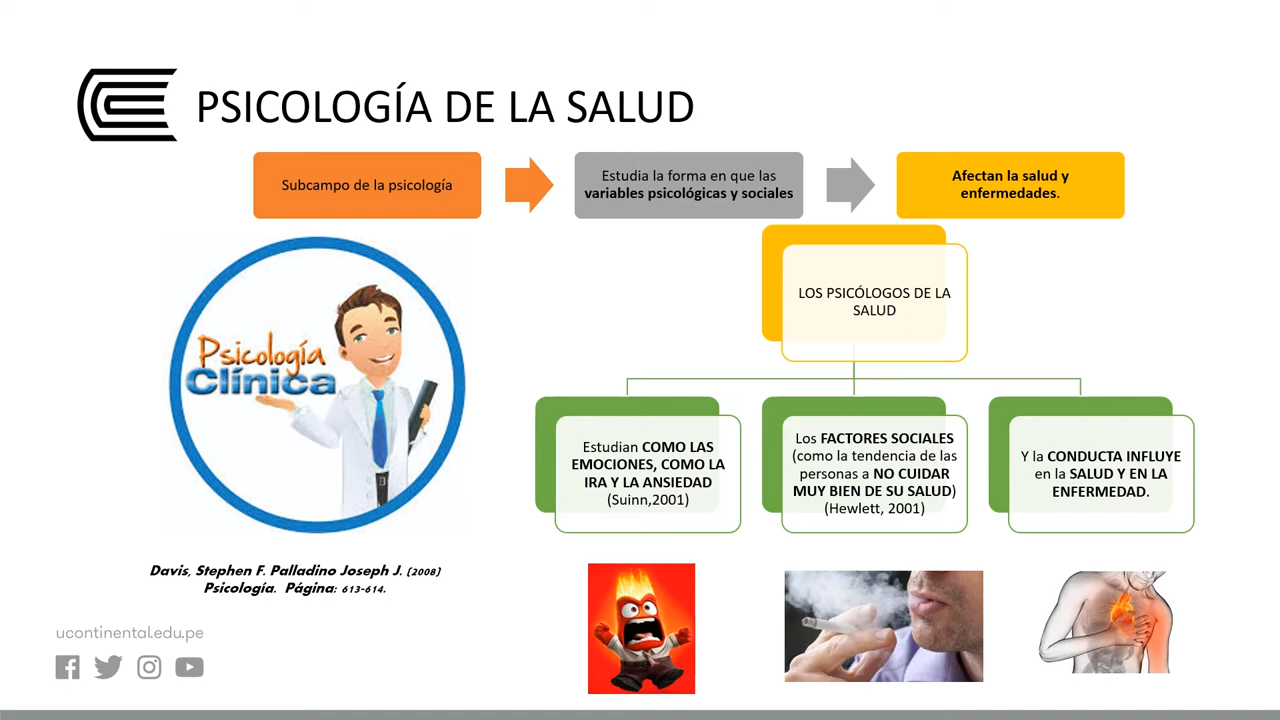 PSICOLOGÍA DE LA SALUD
Subcampo de la psicología
Estudia la forma en que las
variables psicológicas y sociales
Afectan la salud y
enfermedades.
Psicología
Clínica
LOS PSICÓLOGOS DE LA
SALUD
Estudian COMO LAS
EMOCIONES, COMO LA
IRA Y LA ANSIEDAD
(Suinn,2001)
Los FACTORES SOCIALES
(como la tendencia de las
personas a NO CUIDAR
MUY BIEN DE SU SALUD)
(Hewlett, 2001)
Y la CONDUCTA INFLUYE
en la SALUD Y EN LA
ENFERMEDAD.
Davis, Stephen F. Palladino Joseph J. (2008)
Psicología. Página: 613-614.
ucontinental.edu.pe